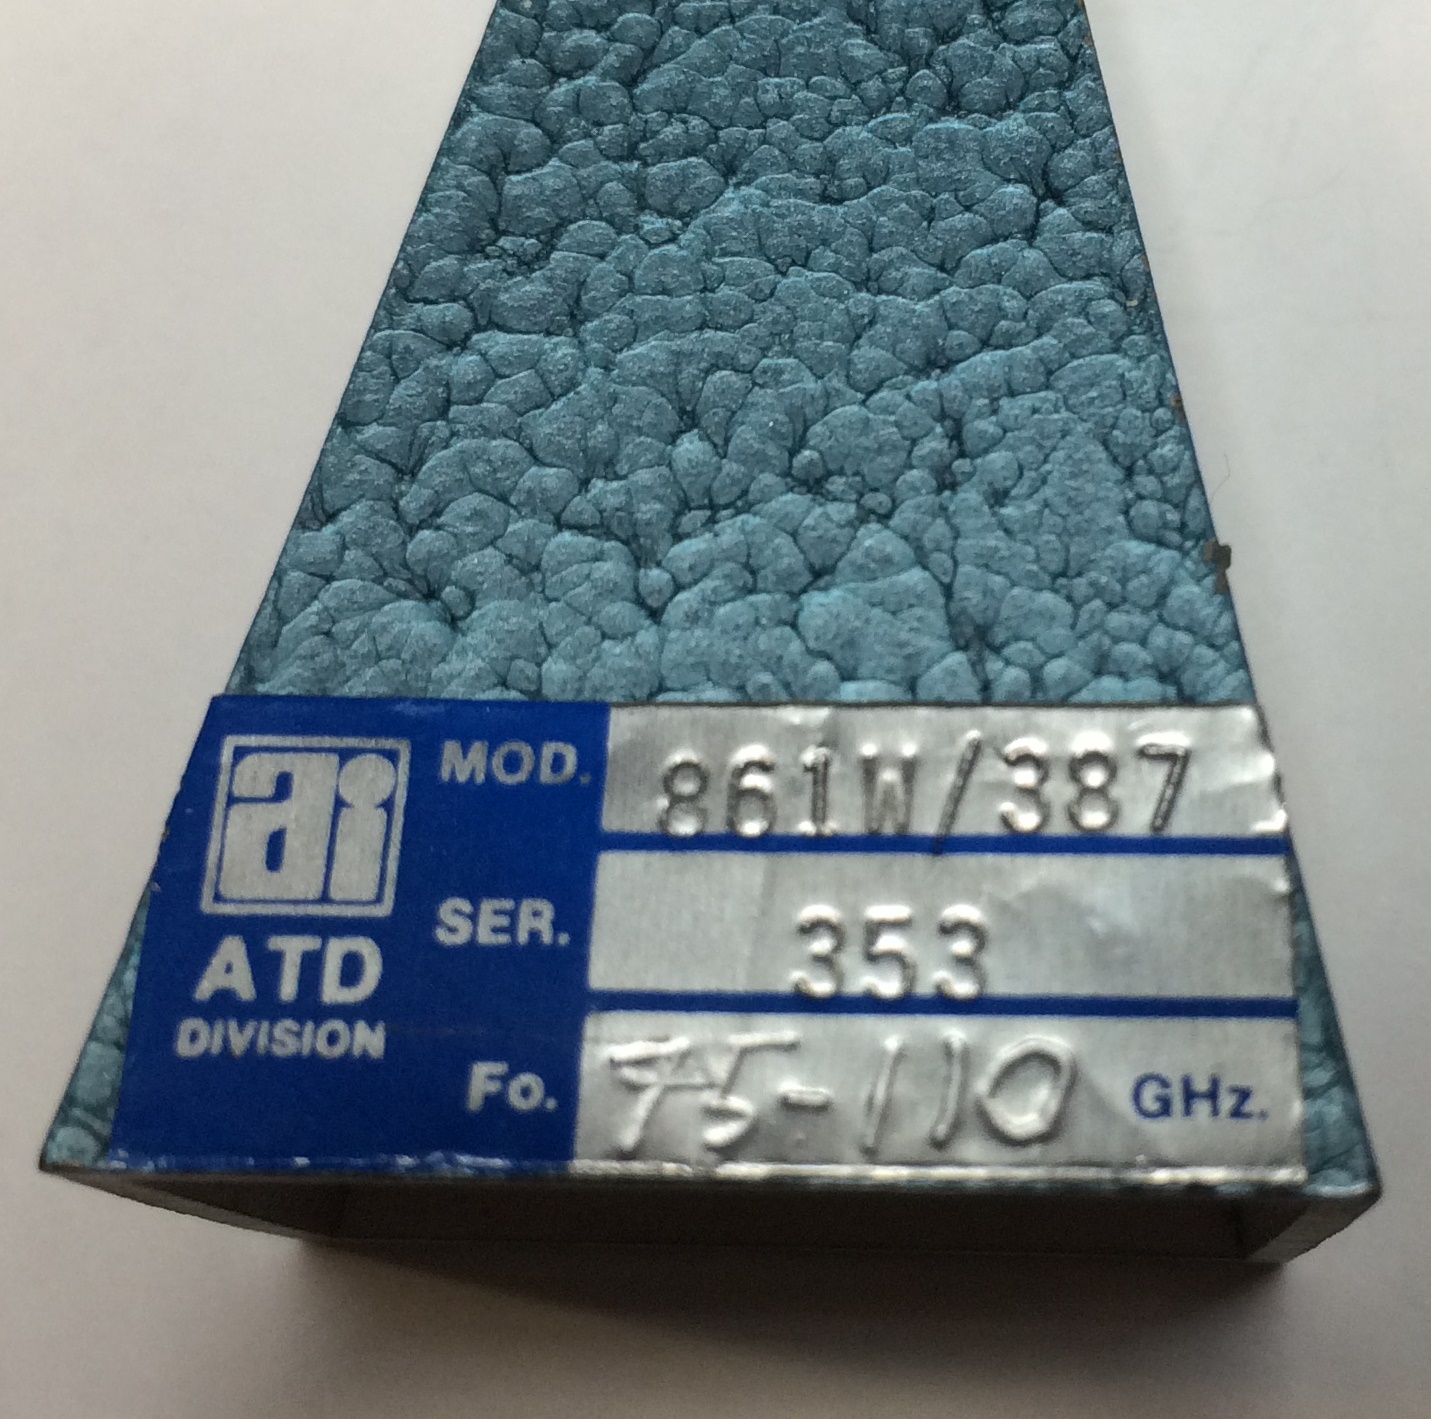 ai MOD. 861W/387
SER. 353
ATD
DIVISION
Fo. 75-110 GHz.